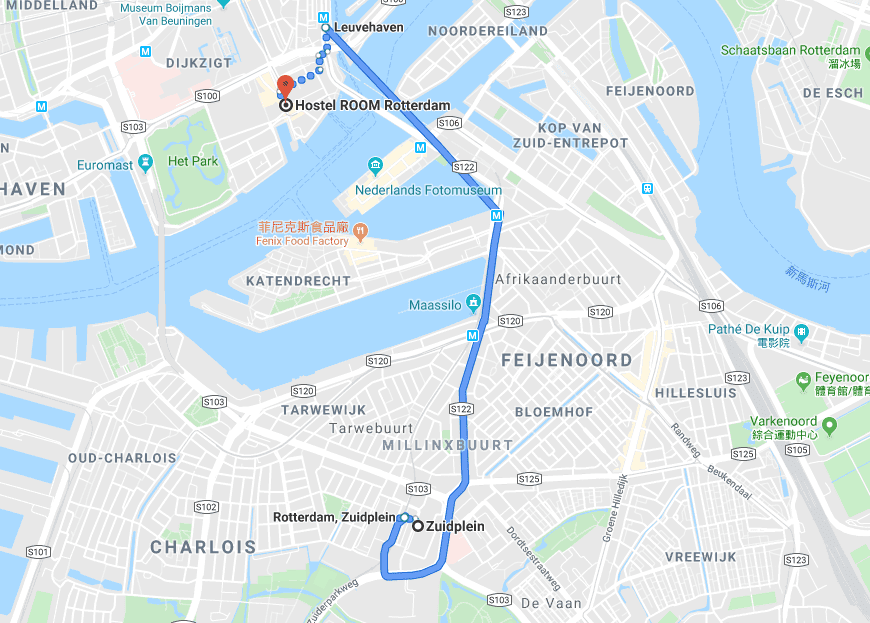 MIDDELLAND
Museum Boijmans
Van Beuningen
M
S100
S123
Leuvehaven
NOORDEREILAND
M
DIJKZIGT
Schaatsbaan Rotterdam
溜冰場
S100
Hostel ROOM Rotterdam
FEIJENOORD
DE ESCH
M
S103
S106
KOP VAN
ZUID-ENTREPOT
M
Euromast
Het Park
S122
HAVEN
Nederlands Fotomuseum
M
菲尼克斯食品廠
Fenix Food Factory
MOND
KATENDRECHT
Afrikaanderbuurt
新馬斯河
Maassilo
S106
S120
S120
M
Pathé De Kuip
電影院
S120
FEIJENOORD
S123
Feyenoor
體育館/體育
S120
S103
HILLESLUIS
TARWEWIJK
S122
BLOEMHOF
Tarwebuurt
Varkenoord
綜合運動中心
MILLINXBUURT
Randweg
S105
OUD-CHARLOIS
S125
Beukendaal
S125
S103
Groene Hilledijk
S102
Rotterdam, Zuidplein
Zuidplein
CHARLOIS
S101
Dordtsestraatweg
VREEWIJK
S123
Zuiderparkweg
S103
De Vaan